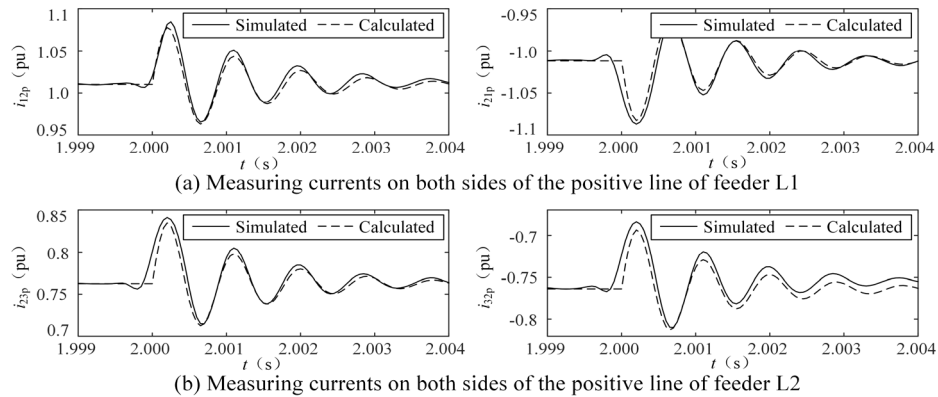 1.1
1.05
1.0
0.95
i12p (pu)
Simulated Calculated
1.999 2.000 2.001 2.002 2.003 2.004
t (s)
-0.95
-1.0
-1.05
-1.1
i21p (pu)
Simulated Calculated
1.999 2.000 2.001 2.002 2.003 2.004
t (s)
(a) Measuring currents on both sides of the positive line of feeder L1
0.85
0.8
0.75
0.7
i23p (pu)
Simulated Calculated
1.999 2.000 2.001 2.002 2.003 2.004
t (s)
-0.7
-0.75
-0.8
i32p (pu)
Simulated Calculated
1.999 2.000 2.001 2.002 2.003 2.004
t (s)
(b) Measuring currents on both sides of the positive line of feeder L2